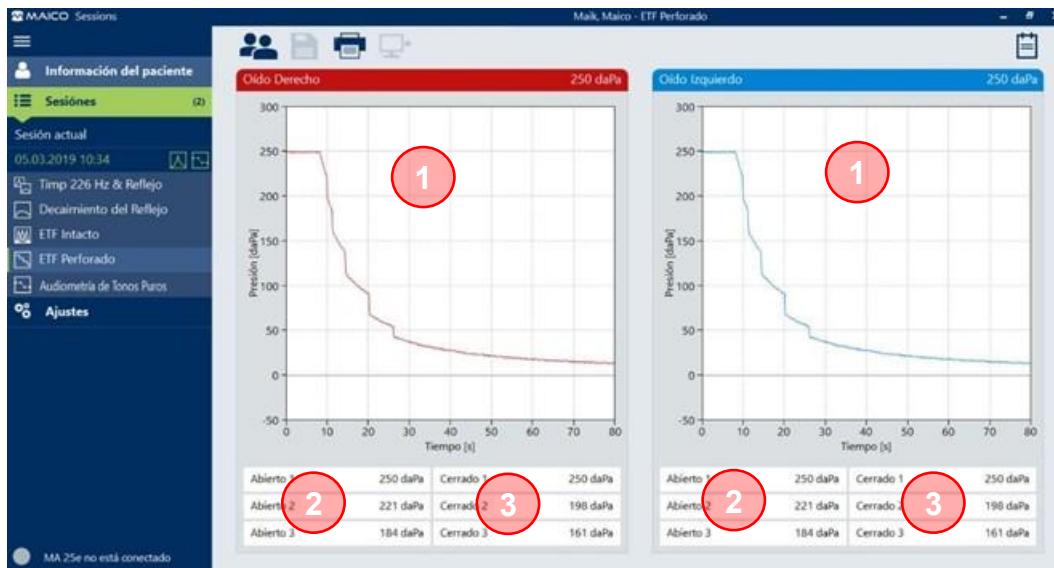 MAICO Sessions
Maik, Maico - ETF Perforado
Información del paciente
Sesiónes (2)
Sesión actual
05.03.2019 10:34
Timp 226 Hz & Reflejo
Decaimiento del Reflejo
ETF Intacto
ETF Perforado
Audiometría de Tonos Puros
Ajustes
MA 25e no está conectado
Oído Derecho 250 daPa
300
250
200
150
100
50
0
-50
Presión [daPa]
0 10 20 30 40 50 60 70 80
Tiempo [s]
1
Abierto 1 250 daPa Cerrado 1 250 daPa
Abierto 2 221 daPa Cerrado 2 198 daPa
Abierto 3 184 daPa Cerrado 3 161 daPa
2
3
Oído Izquierdo 250 daPa
300
250
200
150
100
50
0
-50
Presión [daPa]
0 10 20 30 40 50 60 70 80
Tiempo [s]
1
Abierto 1 250 daPa Cerrado 1 250 daPa
Abierto 2 221 daPa Cerrado 2 198 daPa
Abierto 3 184 daPa Cerrado 3 161 daPa
2
3